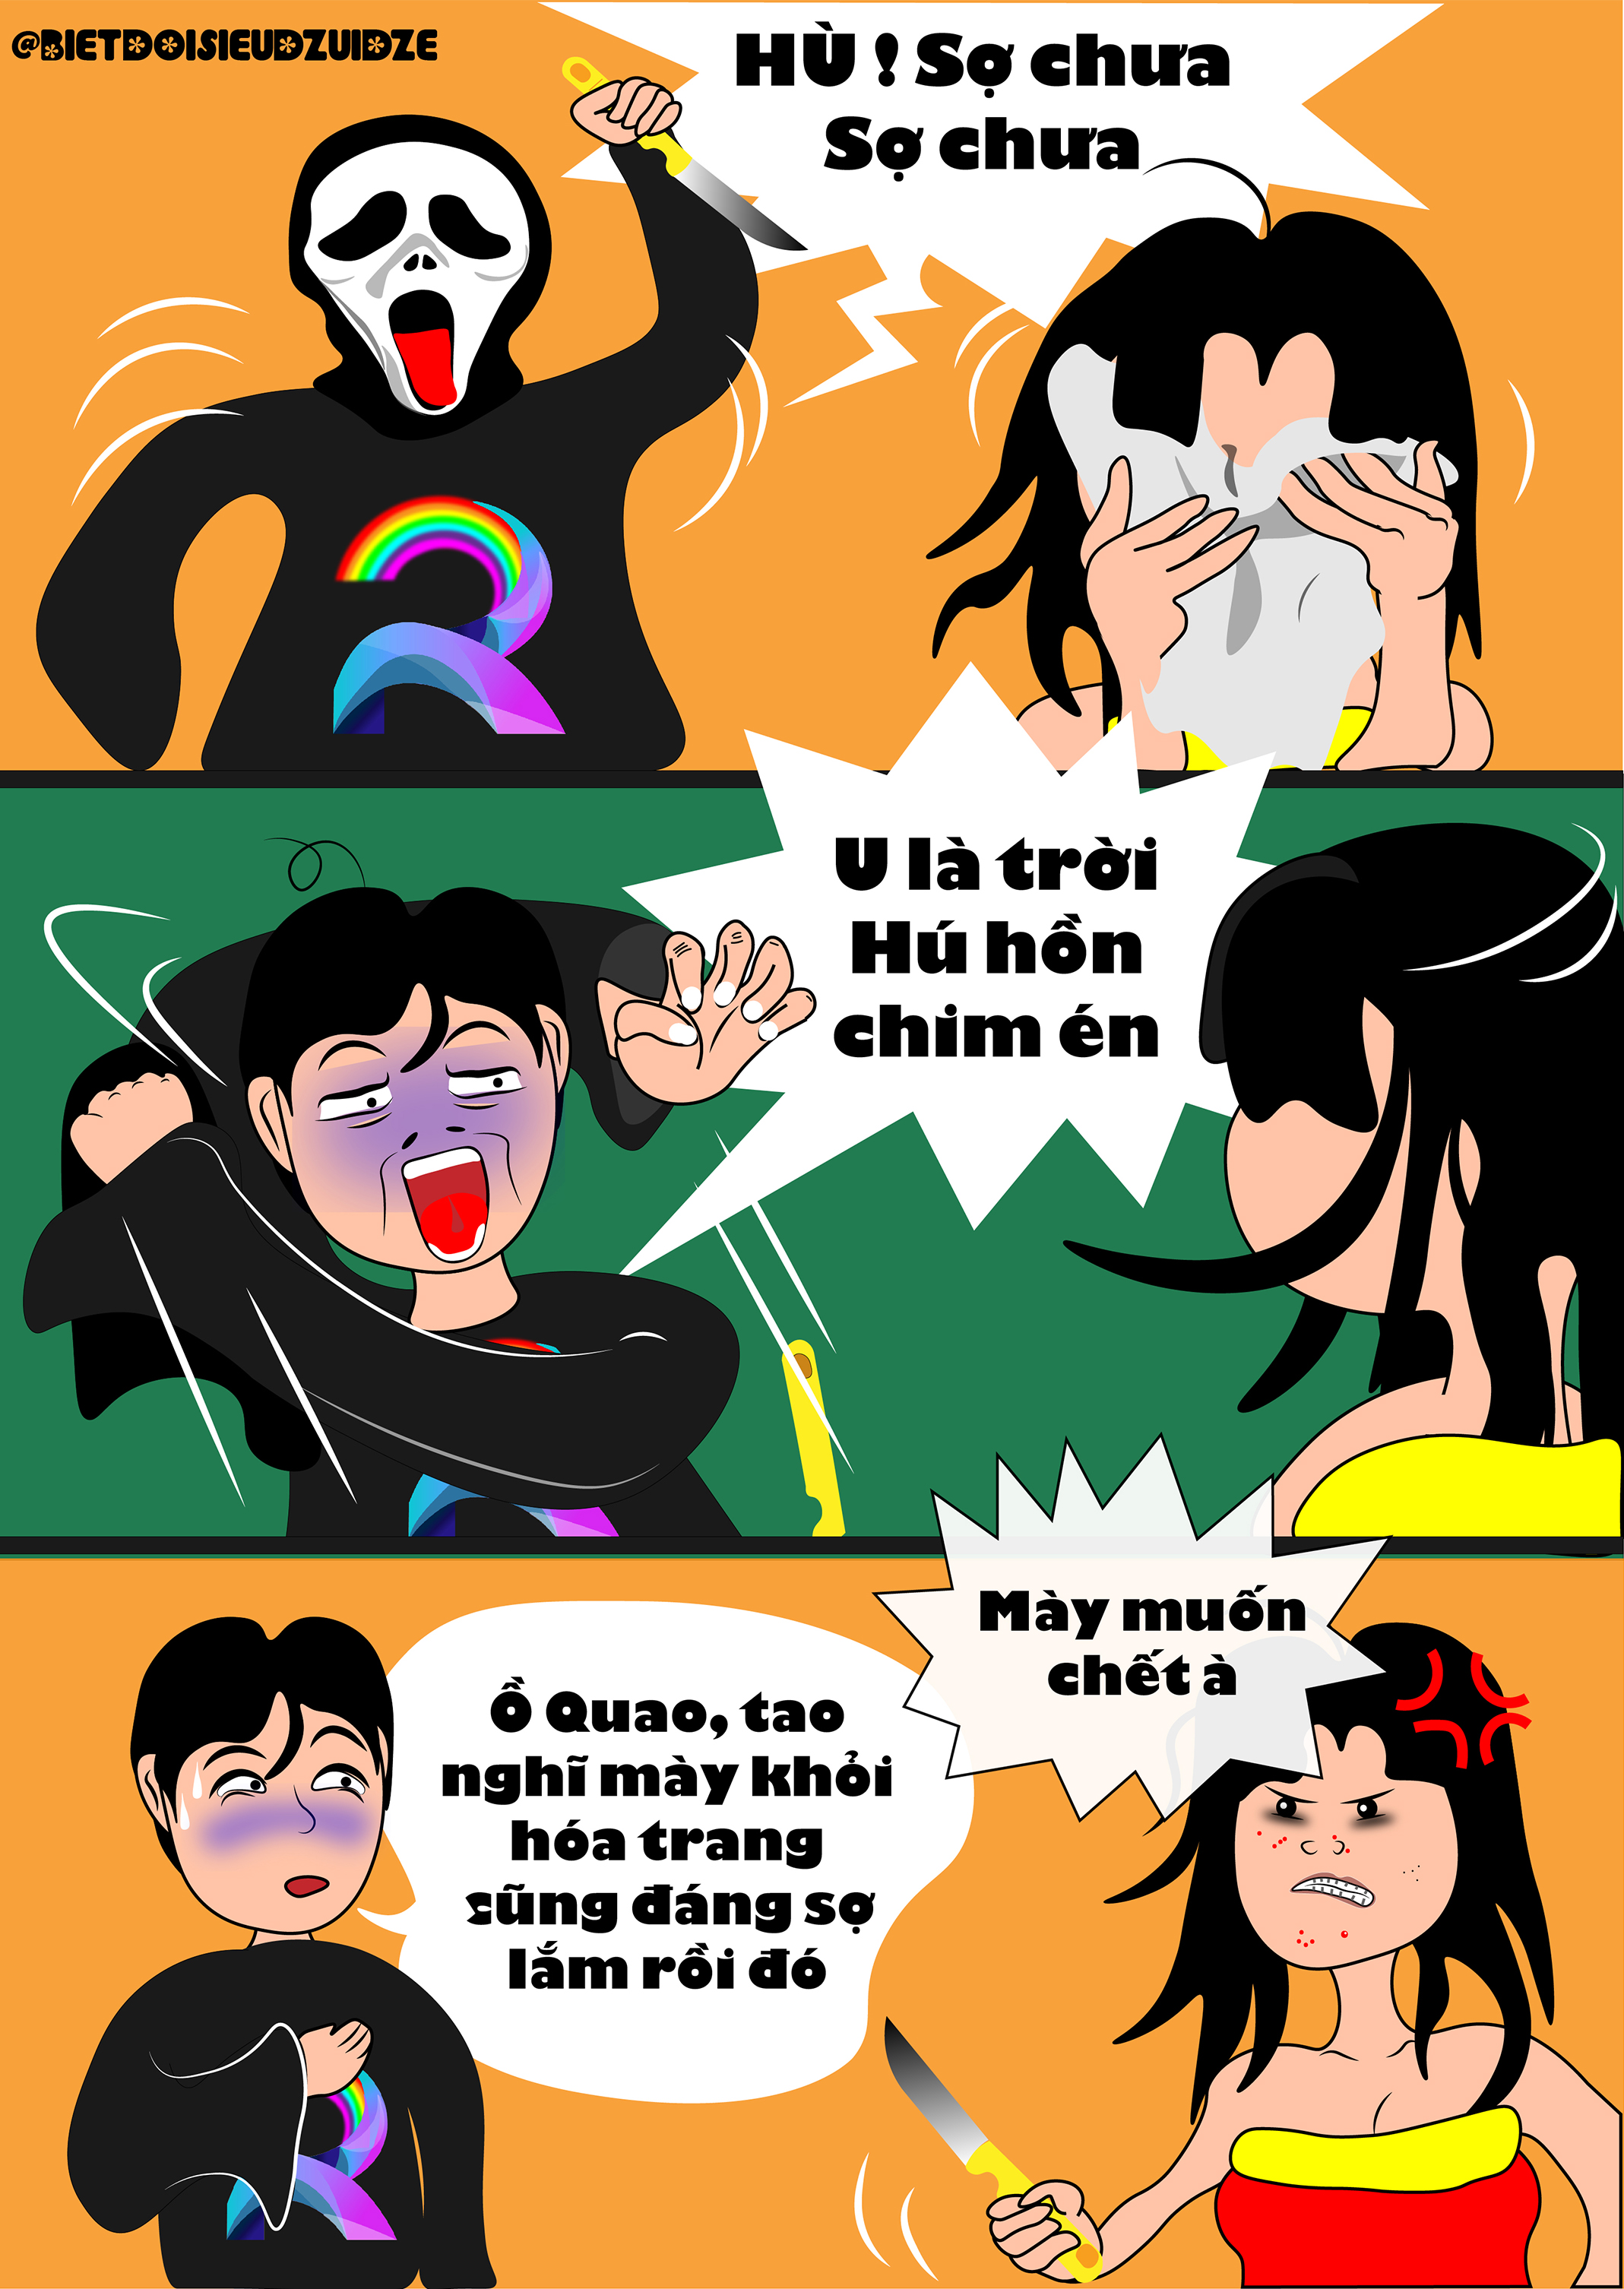 @BIETDOISIEUDZUIDZE
HÙ ! Sợ chưa
Sợ chưa
U là trời
Hú hồn
chim én
Mày muốn
chết à
Ồ Quao, tao
nghĩ mày khỏi
hóa trang
cũng đáng sợ
lắm rồi đó